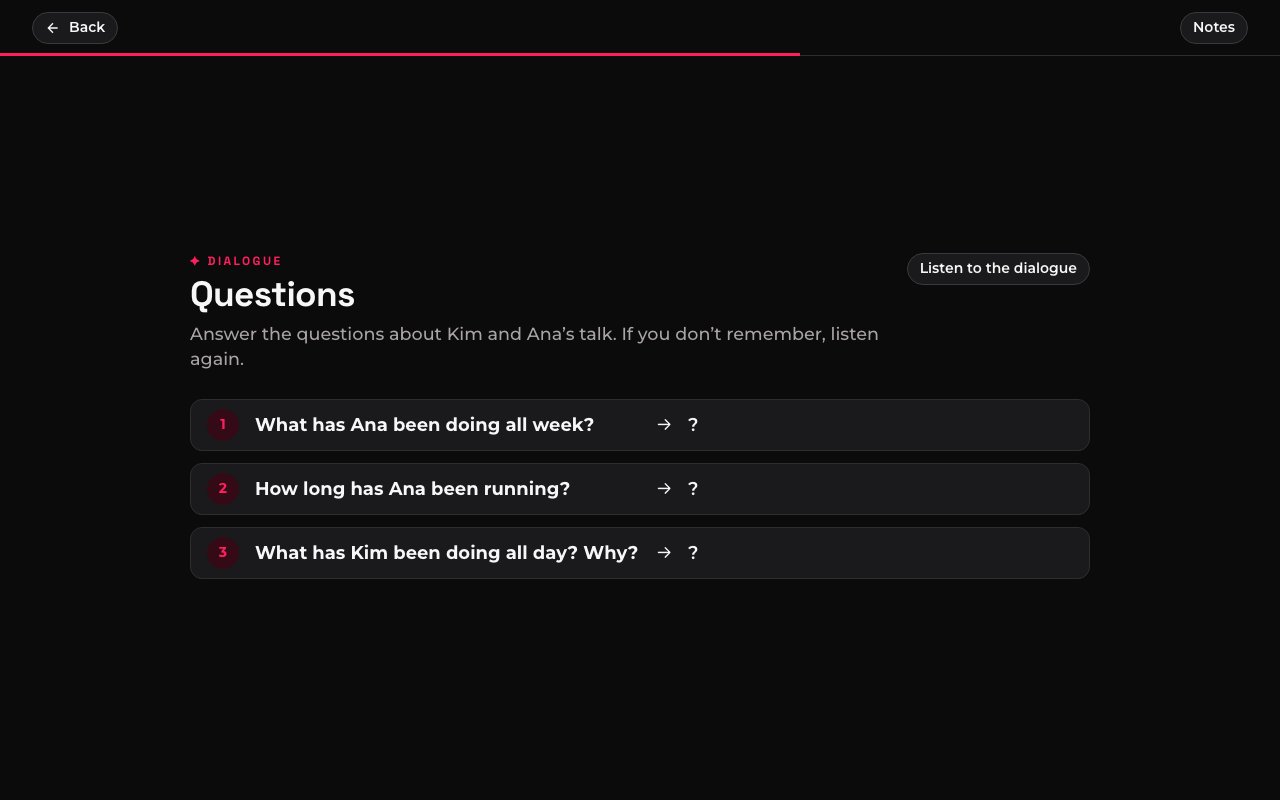 ← Back
Notes
✦ DIALOGUE
Listen to the dialogue
Questions
Answer the questions about Kim and Ana’s talk. If you don’t remember, listen
again.
1 What has Ana been doing all week? → ?
2 How long has Ana been running? → ?
3 What has Kim been doing all day? Why? → ?